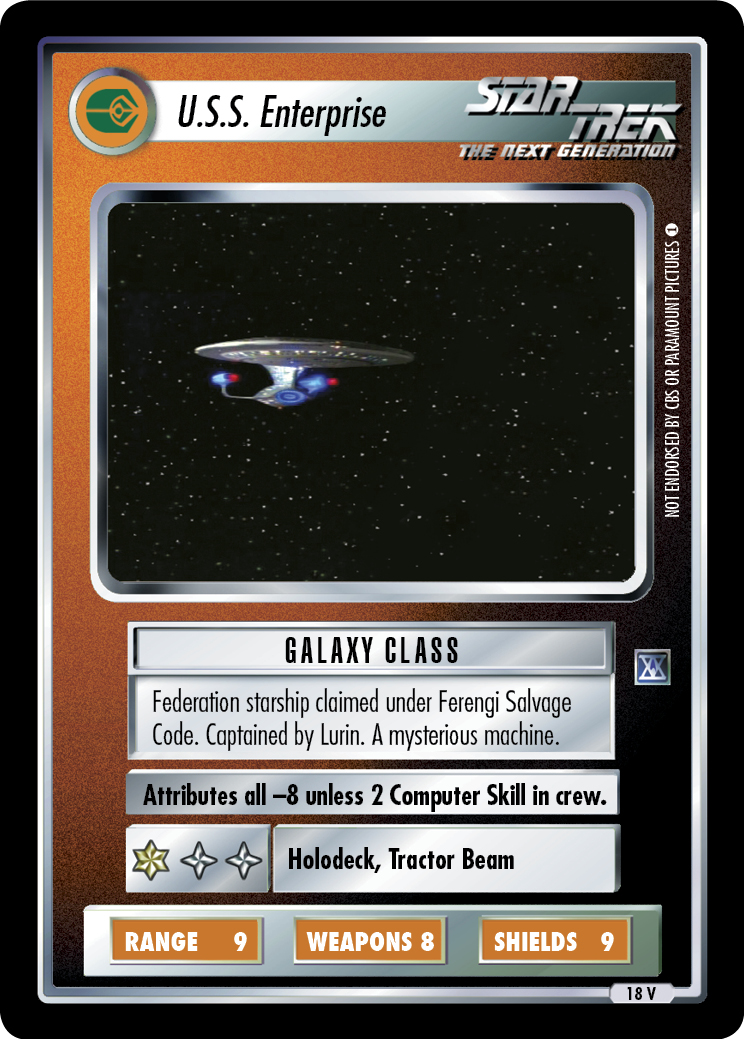 U.S.S. Enterprise
STAR TREK
THE NEXT GENERATION
NOT ENDORSED BY CBS OR PARAMOUNT PICTURES 1
GALAXY CLASS
Federation starship claimed under Ferengi Salvage
Code. Captained by Lurin. A mysterious machine.
Attributes all –8 unless 2 Computer Skill in crew.
Holodeck, Tractor Beam
RANGE 9 WEAPONS 8 SHIELDS 9
18 V